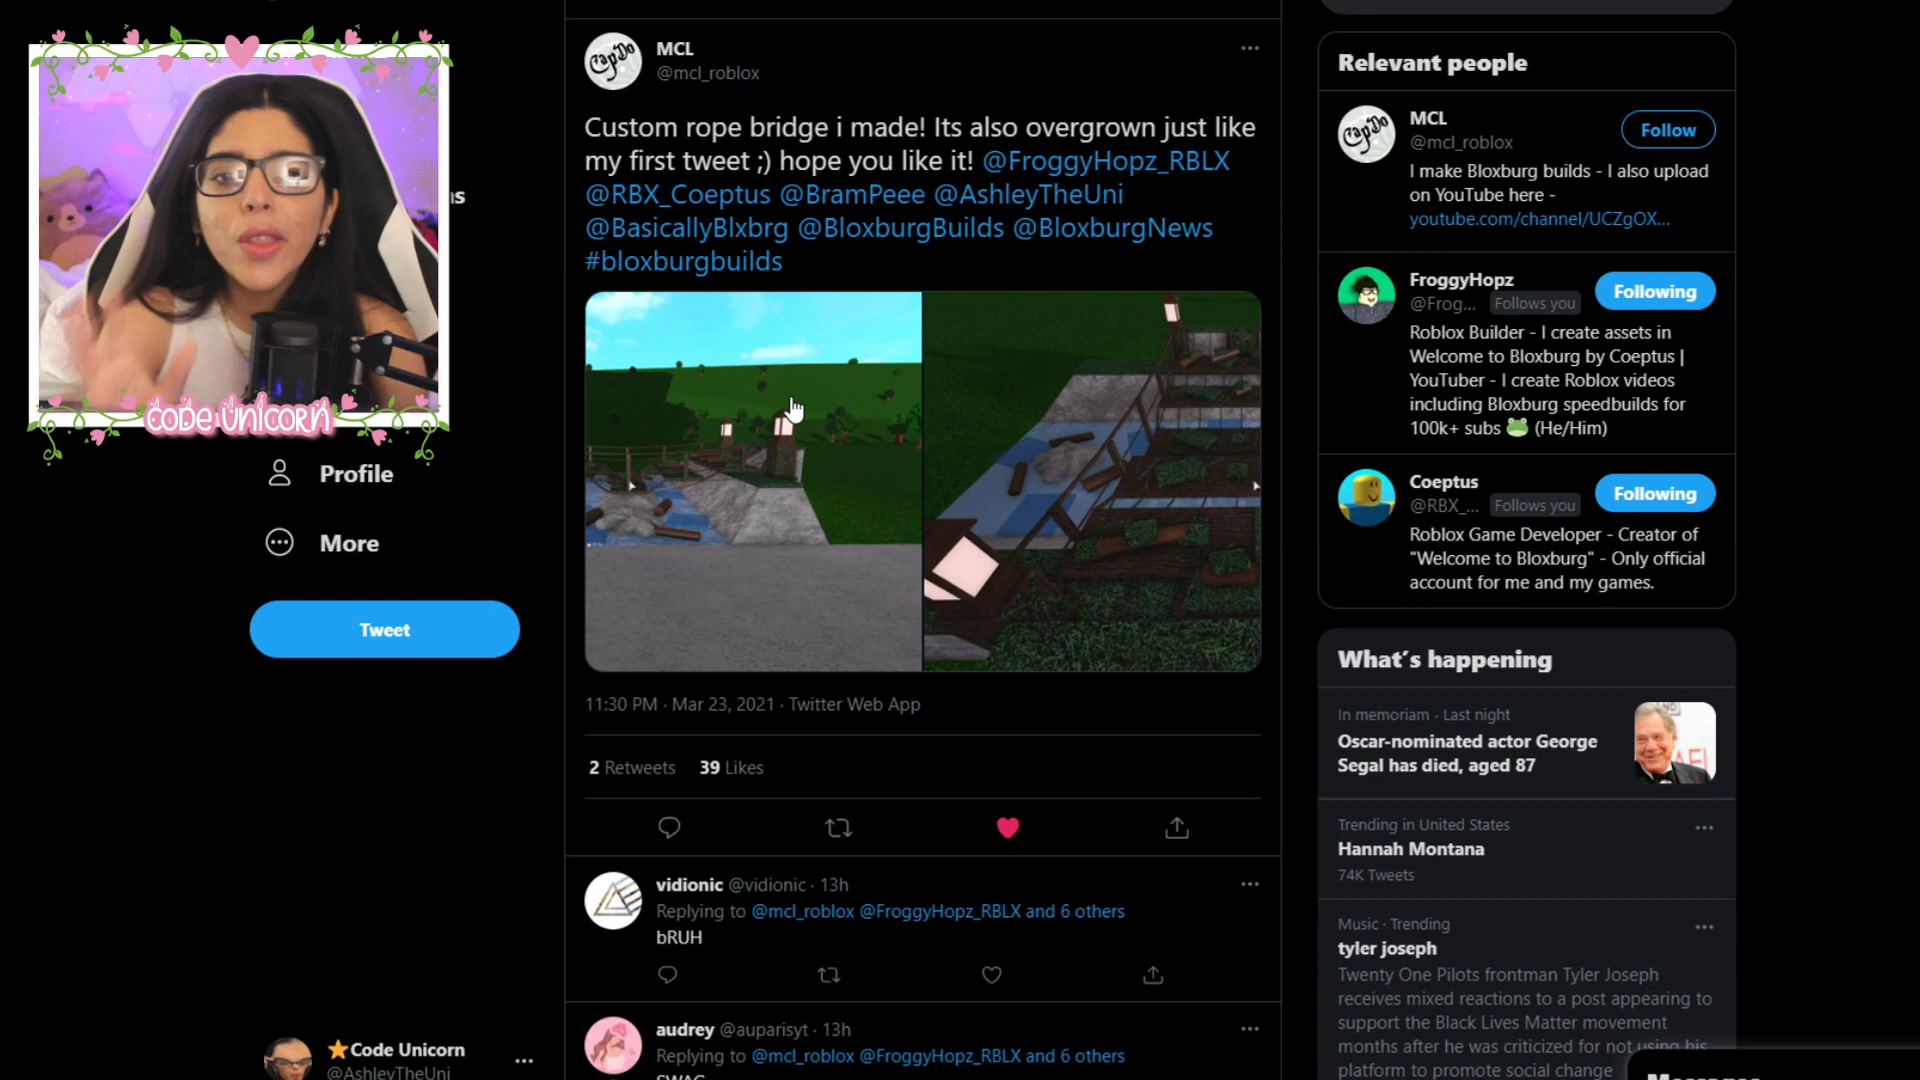 CODE UNICORN
ns
Profile
More
Tweet
⭐Code Unicorn
@AshleyTheUni
CapDo
MCL
@mcl_roblox
Custom rope bridge i made! Its also overgrown just like
my first tweet ;) hope you like it! @FroggyHopz_RBLX
@RBX_Coeptus @BramPeee @AshleyTheUni
@BasicallyBlxbrg @BloxburgBuilds @BloxburgNews
#bloxburgbuilds
11:30 PM · Mar 23, 2021 · Twitter Web App
2 Retweets 39 Likes
vidionic @vidionic · 13h
Replying to @mcl_roblox @FroggyHopz_RBLX and 6 others
bRUH
audrey @auparisyt · 13h
Replying to @mcl_roblox @FroggyHopz_RBLX and 6 others
SWAG
Relevant people
CapDo
MCL
@mcl_roblox
Follow
I make Bloxburg builds - I also upload
on YouTube here -
youtube.com/channel/UCZgOX...
FroggyHopz
@Frog... Follows you
Following
Roblox Builder - I create assets in
Welcome to Bloxburg by Coeptus |
YouTuber - I create Roblox videos
including Bloxburg speedbuilds for
100k+ subs 🐸 (He/Him)
Coeptus
@RBX_... Follows you
Following
Roblox Game Developer - Creator of
"Welcome to Bloxburg" - Only official
account for me and my games.
What's happening
In memoriam · Last night
Oscar-nominated actor George
Segal has died, aged 87
Trending in United States
Hannah Montana
74K Tweets
Music · Trending
tyler joseph
Twenty One Pilots frontman Tyler Joseph
receives mixed reactions to a post appearing to
support the Black Lives Matter movement
months after he was criticized for not using his
platform to promote social change